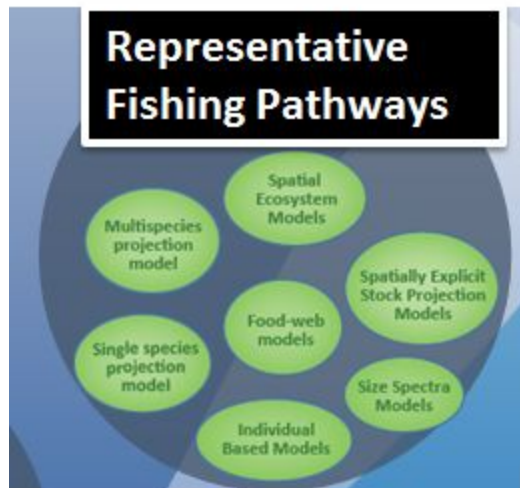 Representative
Fishing Pathways
Spatial
Ecosystem
Models
Multispecies
projection
model
Spatially Explicit
Stock Projection
Models
Food-web
models
Single species
projection
model
Size Spectra
Models
Individual
Based Models